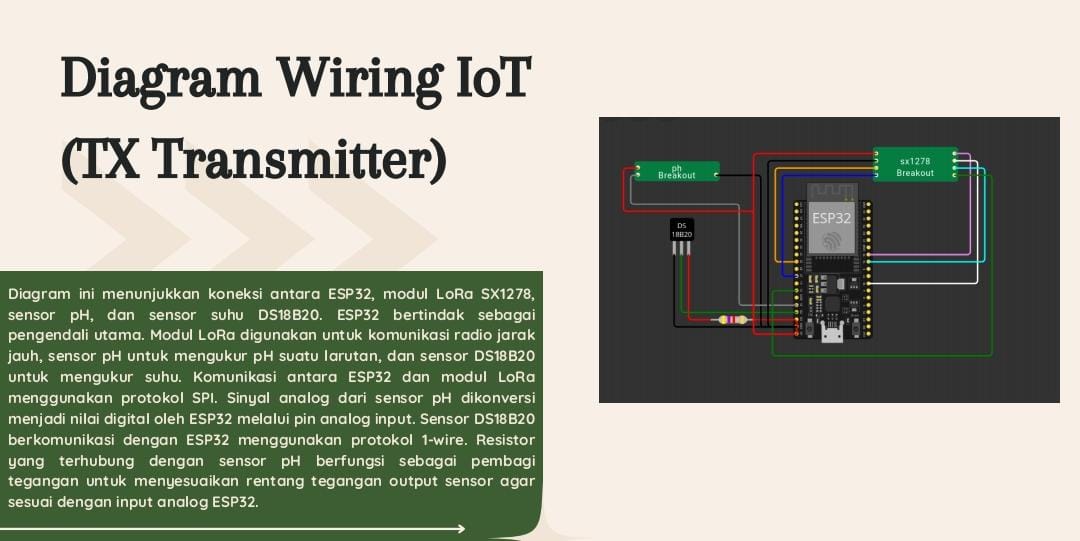 Diagram Wiring IoT
(TX Transmitter)
Diagram ini menunjukkan koneksi antara ESP32, modul LoRa SX1278,
sensor pH, dan sensor suhu DS18B20. ESP32 bertindak sebagai
pengendali utama. Modul LoRa digunakan untuk komunikasi radio jarak
jauh, sensor pH untuk mengukur pH suatu larutan, dan sensor DS18B20
untuk mengukur suhu. Komunikasi antara ESP32 dan modul LoRa
menggunakan protokol SPI. Sinyal analog dari sensor pH dikonversi
menjadi nilai digital oleh ESP32 melalui pin analog input. Sensor DS18B20
berkomunikasi dengan ESP32 menggunakan protokol 1-wire. Resistor
yang terhubung dengan sensor pH berfungsi sebagai pembagi
tegangan untuk menyesuaikan rentang tegangan output sensor agar
sesuai dengan input analog ESP32.
ph
Breakout
sx1278
Breakout
DS
18B20
ESP32